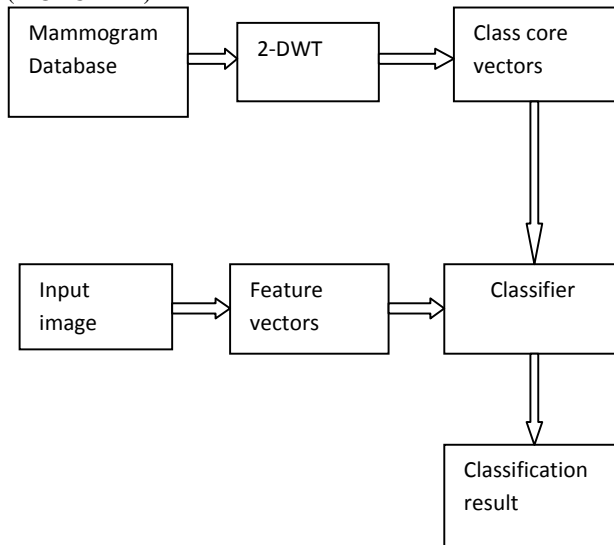 Mammogram
Database
2-DWT
Class core
vectors
Input
image
Feature
vectors
Classifier
Classification
result